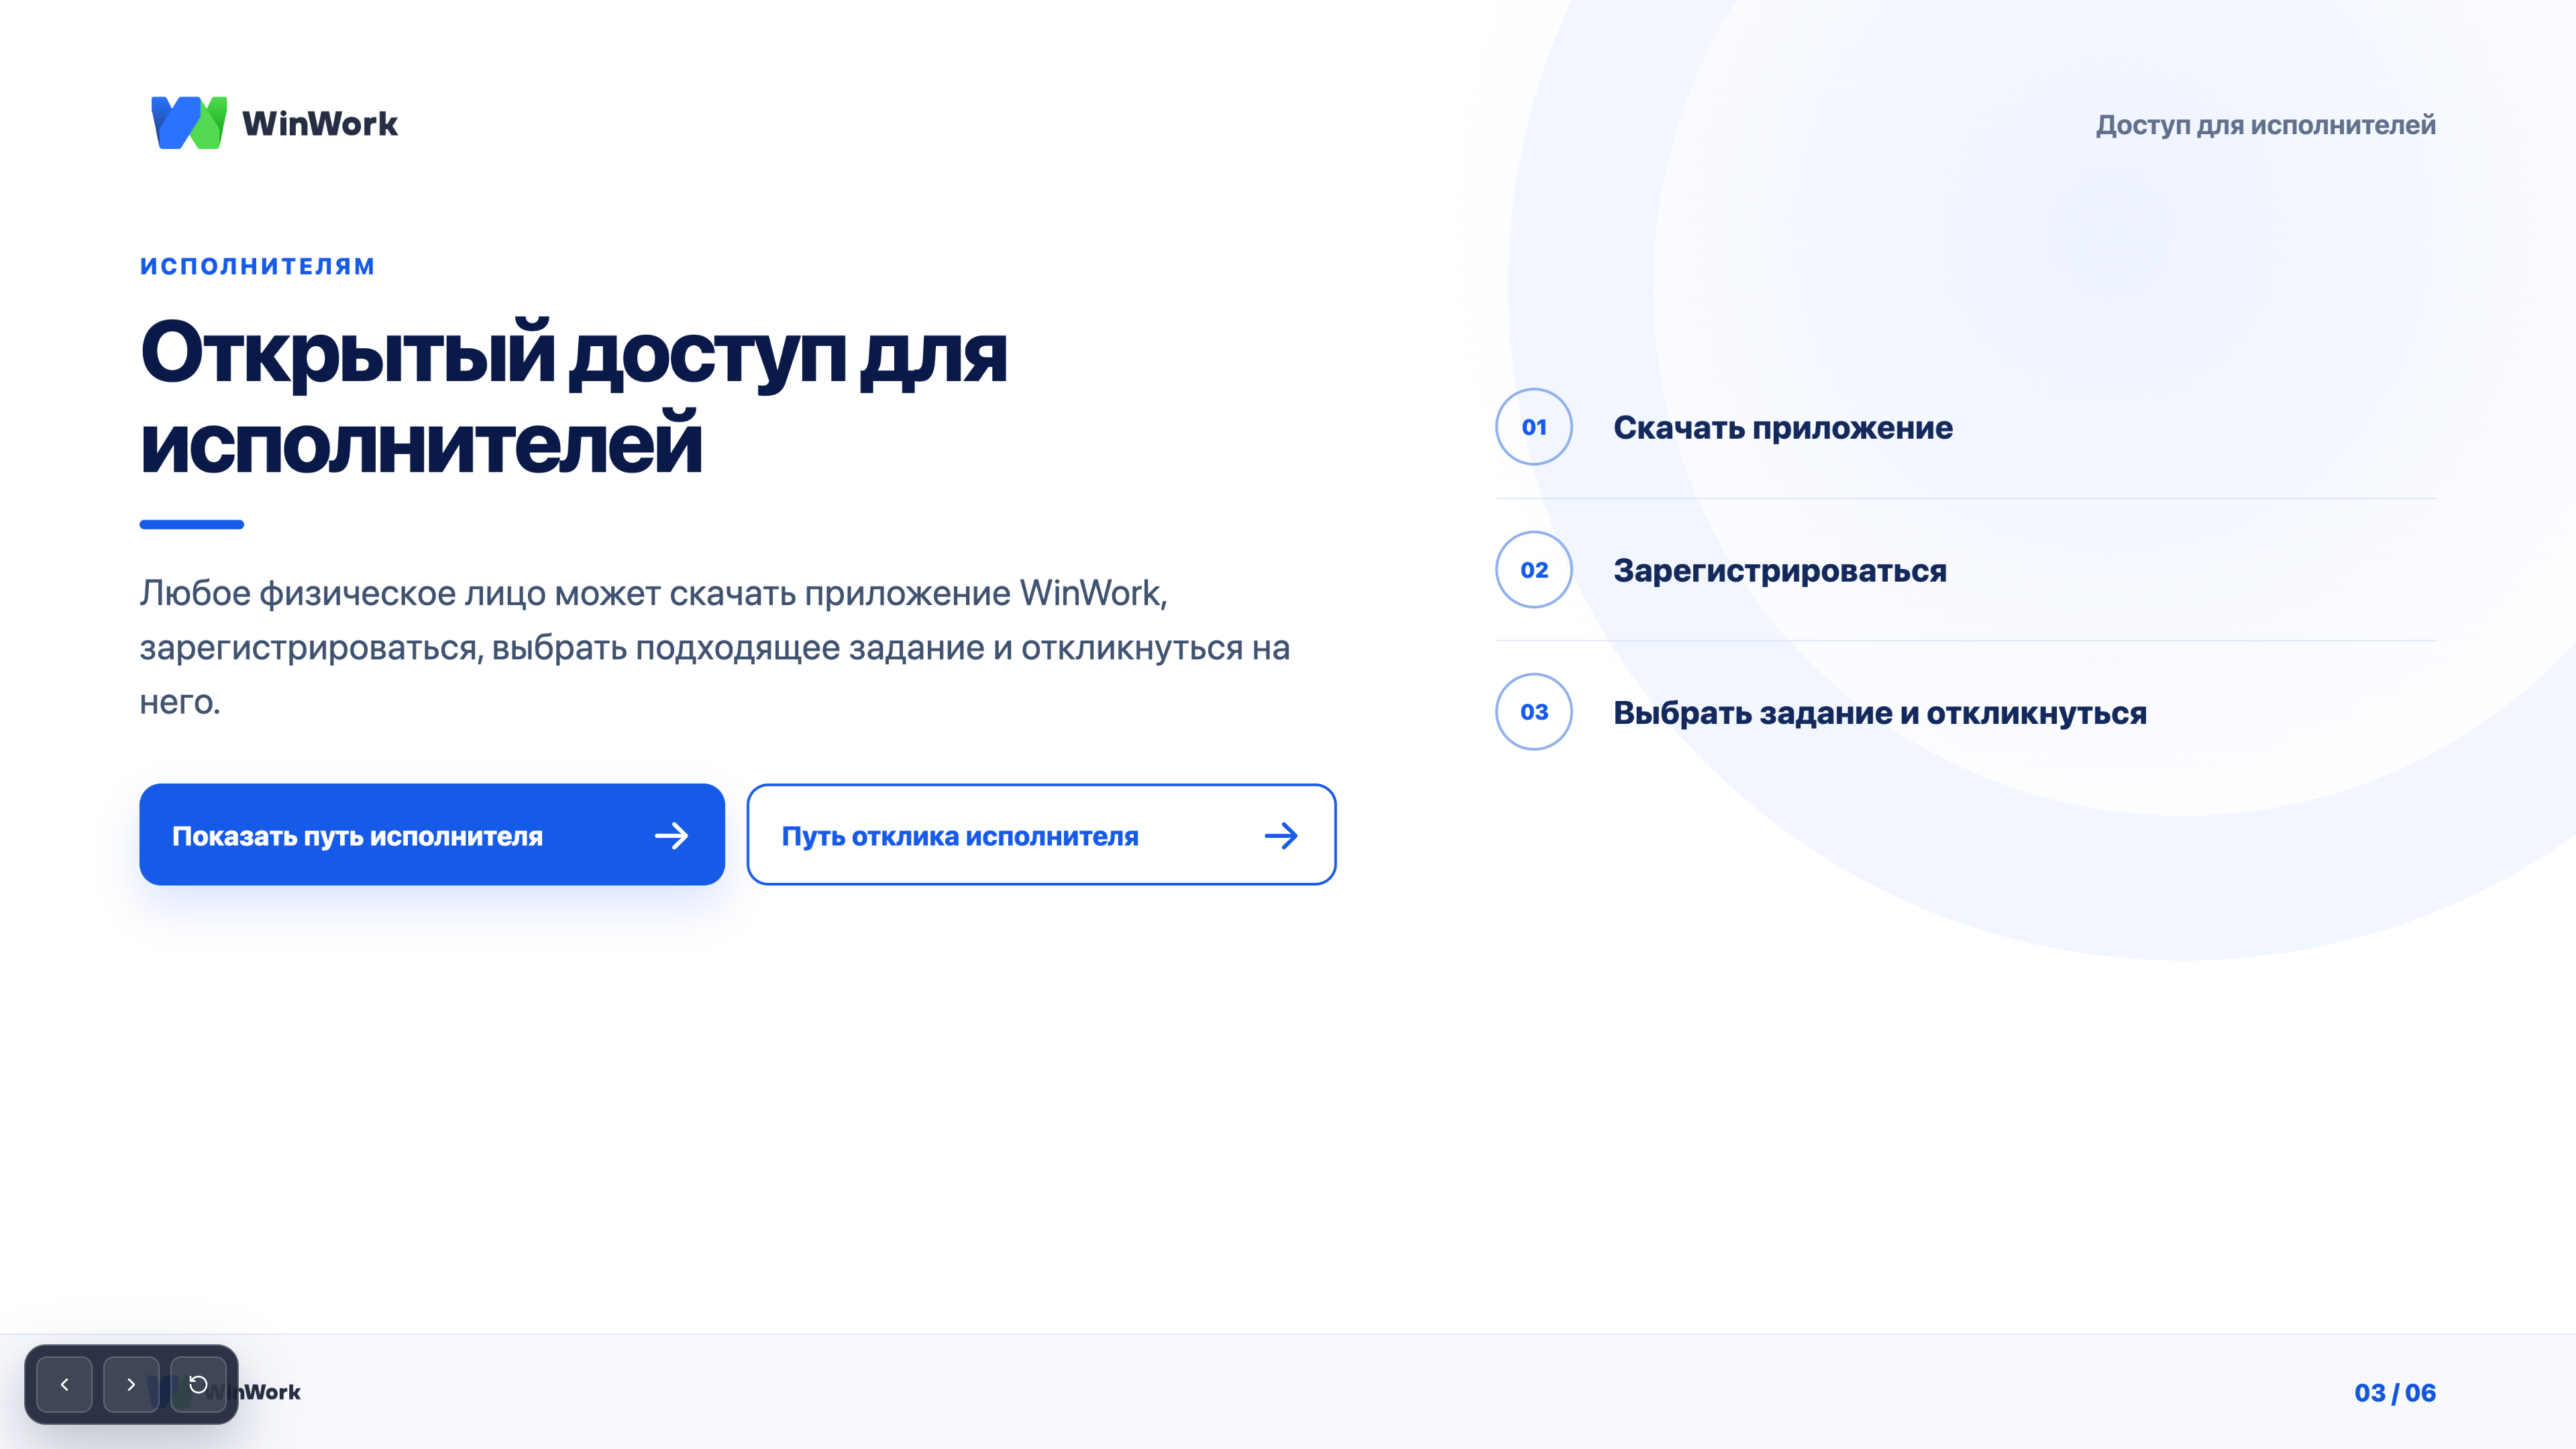 WinWork
Доступ для исполнителей
ИСПОЛНИТЕЛЯМ
Открытый доступ для
исполнителей
Любое физическое лицо может скачать приложение WinWork,
зарегистрироваться, выбрать подходящее задание и откликнуться на
него.
Показать путь исполнителя
Путь отклика исполнителя
01 Скачать приложение
02 Зарегистрироваться
03 Выбрать задание и откликнуться
WinWork
03 / 06